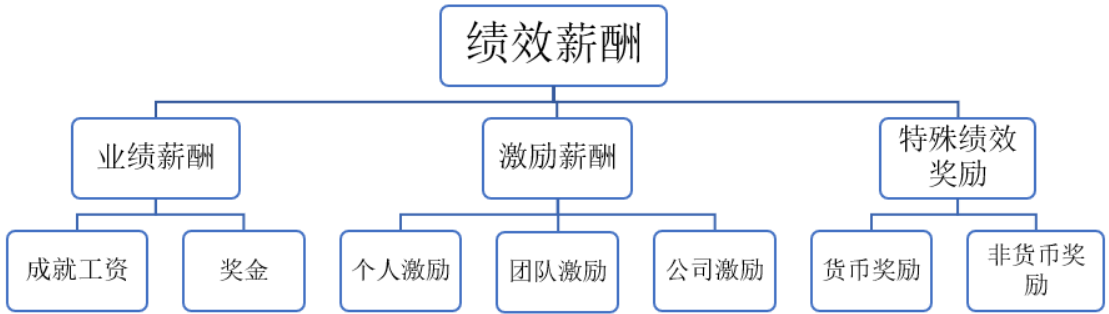 绩效薪酬
业绩薪酬
激励薪酬
特殊绩效
奖励
成就工资
奖金
个人激励
团队激励
公司激励
货币奖励
非货币奖
励